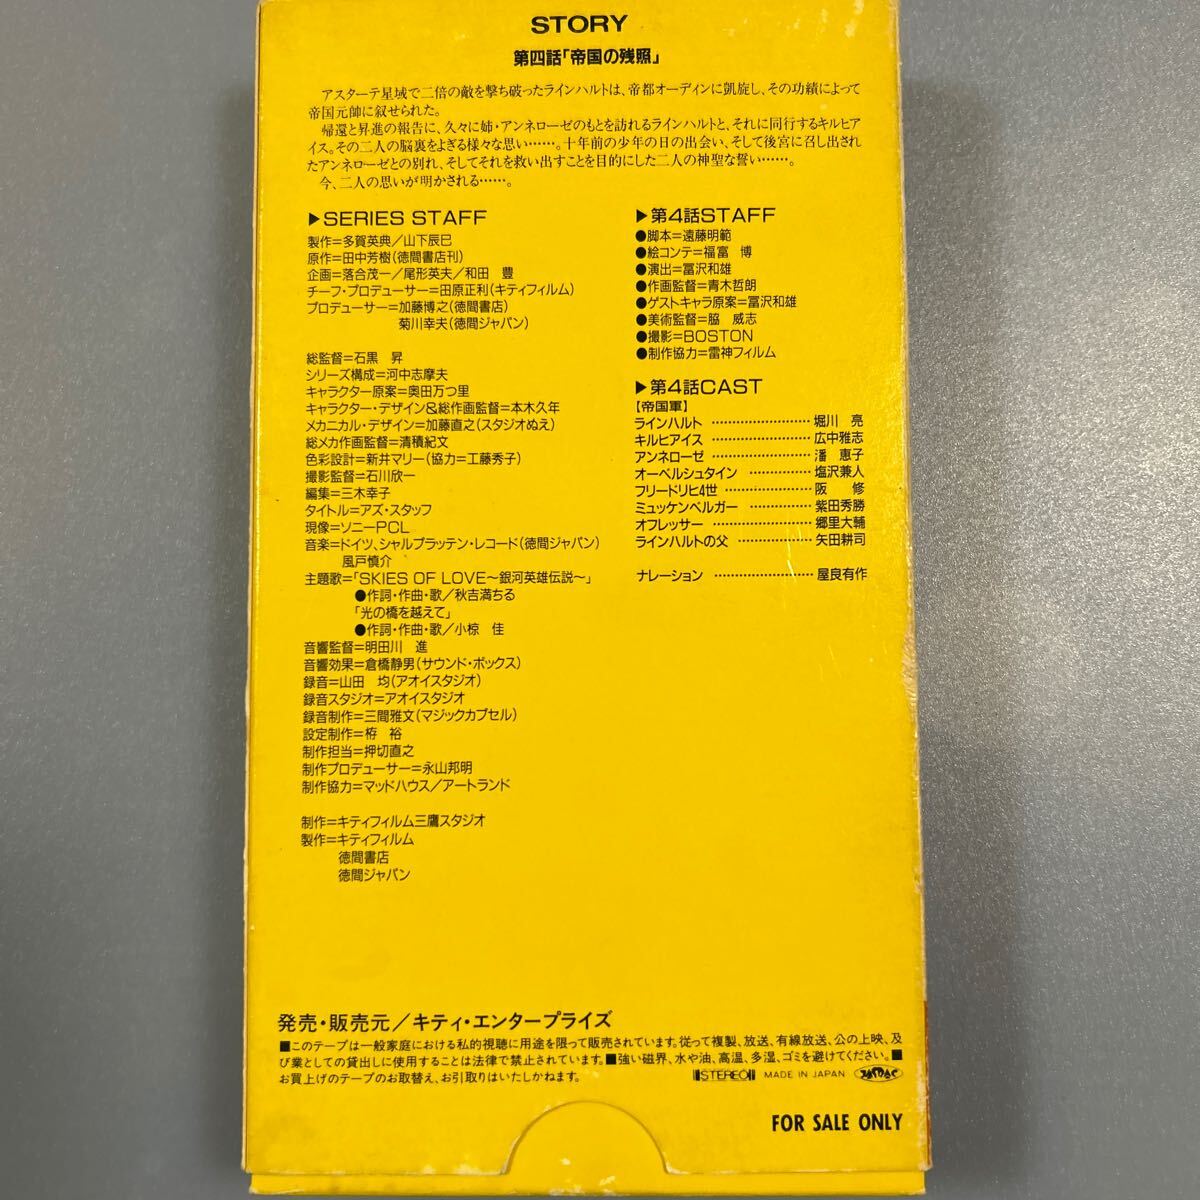 STORY
第四話「帝国の残照」
アスターテ星域で二倍の敵を撃ち破ったラインハルトは、帝都オーディンに凱旋し、その功績によって
帝国元帥に叙せられた。
帰還と昇進の報告に、久々に姉・アンネローゼのもとを訪れるラインハルトと、それに同行するキルヒア
イス。その二人の脳裏をよぎる様々な思い……。十年前の少年の日の出会い、そして後宮に召し出され
たアンネローゼとの別れ、そしてそれを救い出すことを目的にした二人の神聖な誓い……。
今、二人の思いが明かされる……。
▶SERIES STAFF
製作=多賀英典/山下辰巳
原作=田中芳樹(徳間書店刊)
企画=落合茂一/尾形英夫/和田 豊
チーフ・プロデューサー=田原正利(キティフィルム)
プロデューサー=加藤博之(徳間書店)
菊川幸夫(徳間ジャパン)
総監督=石黒 昇
シリーズ構成=河中志摩夫
キャラクター原案=奥田万つ里
キャラクター・デザイン&総作画監督=本木久年
メカニカル・デザイン=加藤直之(スタジオぬえ)
総メカ作画監督=清積紀文
色彩設計=新井マリー(協力=工藤秀子)
撮影監督=石川欣一
編集=三木幸子
タイトル=アズ・スタッフ
現像=ソニーPCL
音楽=ドイツ、シャルプラッテン・レコード(徳間ジャパン)
風戸慎介
主題歌=「SKIES OF LOVE〜銀河英雄伝説〜」
●作詞・作曲・歌/秋吉満ちる
「光の橋を越えて」
●作詞・作曲・歌/小椋 佳
音響監督=明田川 進
音響効果=倉橋静男(サウンド・ボックス)
録音=山田 均(アオイスタジオ)
録音スタジオ=アオイスタジオ
録音制作=三間雅文(マジックカプセル)
設定制作=栫 裕
制作担当=押切直之
制作プロデューサー=永山邦明
制作協力=マッドハウス/アートランド
制作=キティフィルム三鷹スタジオ
製作=キティフィルム
徳間書店
徳間ジャパン
▶第4話STAFF
●脚本=遠藤明範
●絵コンテ=福富 博
●演出=冨沢和雄
●作画監督=青木哲朗
●ゲストキャラ原案=冨沢和雄
●美術監督=脇 威志
●撮影=BOSTON
●制作協力=雷神フィルム
▶第4話CAST
【帝国軍】
ラインハルト ……………… 堀川 亮
キルヒアイス ……………… 広中雅志
アンネローゼ ……………… 潘 恵子
オーベルシュタイン ………… 塩沢兼人
フリードリヒ4世 …………… 阪 脩
ミュッケンベルガー ………… 紫田秀勝
オフレッサー ……………… 郷里大輔
ラインハルトの父 ………… 矢田耕司
ナレーション ……………… 屋良有作
発売・販売元/キティ・エンタープライズ
■このテープは一般家庭における私的視聴に用途を限って販売されています。従って複製、放送、有線放送、公の上映、及
び業としての貸出しに使用することは法律で禁止されています。■強い磁界、水や油、高温、多湿、ゴミを避けてください。■
お買上げのテープのお取替え、お引取りはいたしかねます。
STEREO MADE IN JAPAN
FOR SALE ONLY